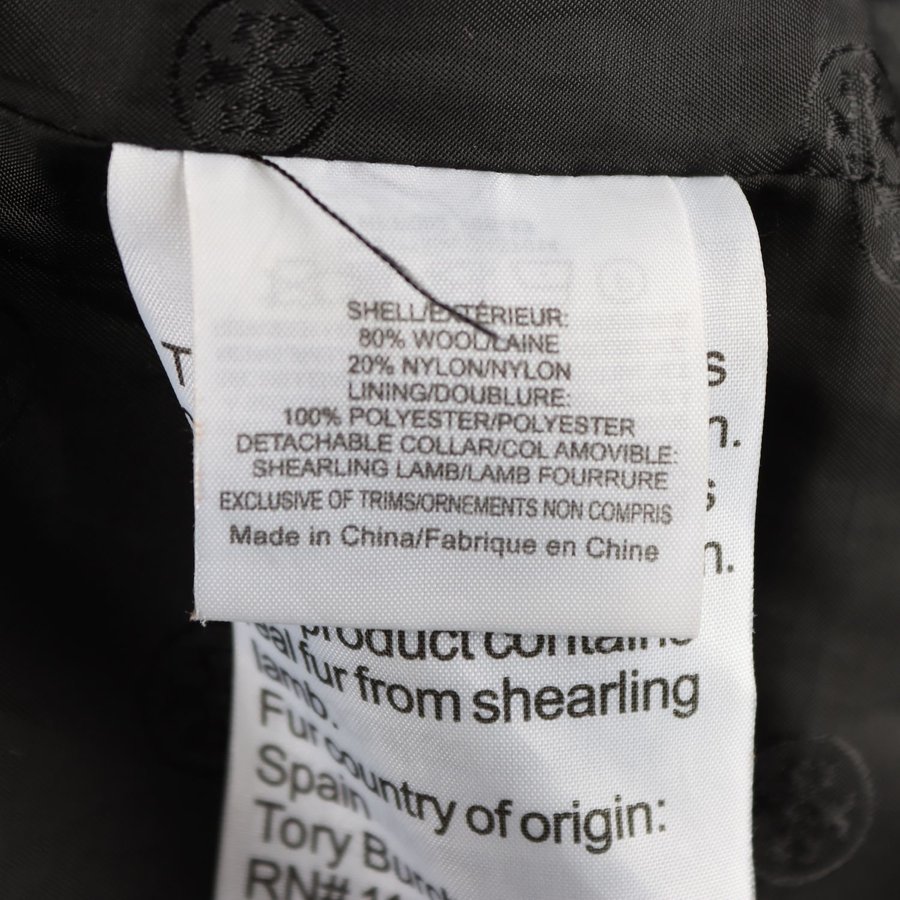 SHELL/EXTÉRIEUR:
80% WOOL/LAINE
20% NYLON/NYLON
LINING/DOUBLURE:
100% POLYESTER/POLYESTER
DETACHABLE COLLAR/COL AMOVIBLE:
SHEARLING LAMB/LAMB FOURRURE
EXCLUSIVE OF TRIMS/ORNEMENTS NON COMPRIS
Made in China/Fabrique en Chine
product contains
fur from shearling
lamb.
Fur country of origin:
Spain
Tory
RN#